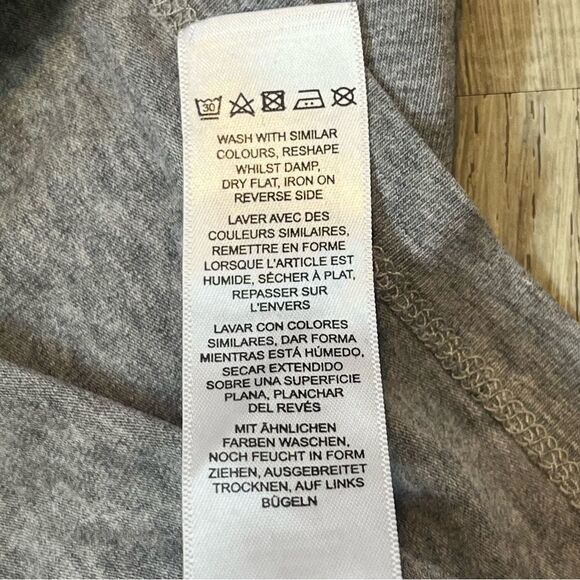 30
WASH WITH SIMILAR
COLOURS, RESHAPE
WHILST DAMP,
DRY FLAT, IRON ON
REVERSE SIDE
LAVER AVEC DES
COULEURS SIMILAIRES,
REMETTRE EN FORME
LORSQUE L'ARTICLE EST
HUMIDE, SÉCHER À PLAT,
REPASSER SUR
L'ENVERS
LAVAR CON COLORES
SIMILARES, DAR FORMA
MIENTRAS ESTÁ HÚMEDO,
SECAR EXTENDIDO
SOBRE UNA SUPERFICIE
PLANA, PLANCHAR
DEL REVÉS
MIT ÄHNLICHEN
FARBEN WASCHEN,
NOCH FEUCHT IN FORM
ZIEHEN, AUSGEBREITET
TROCKNEN, AUF LINKS
BÜGELN